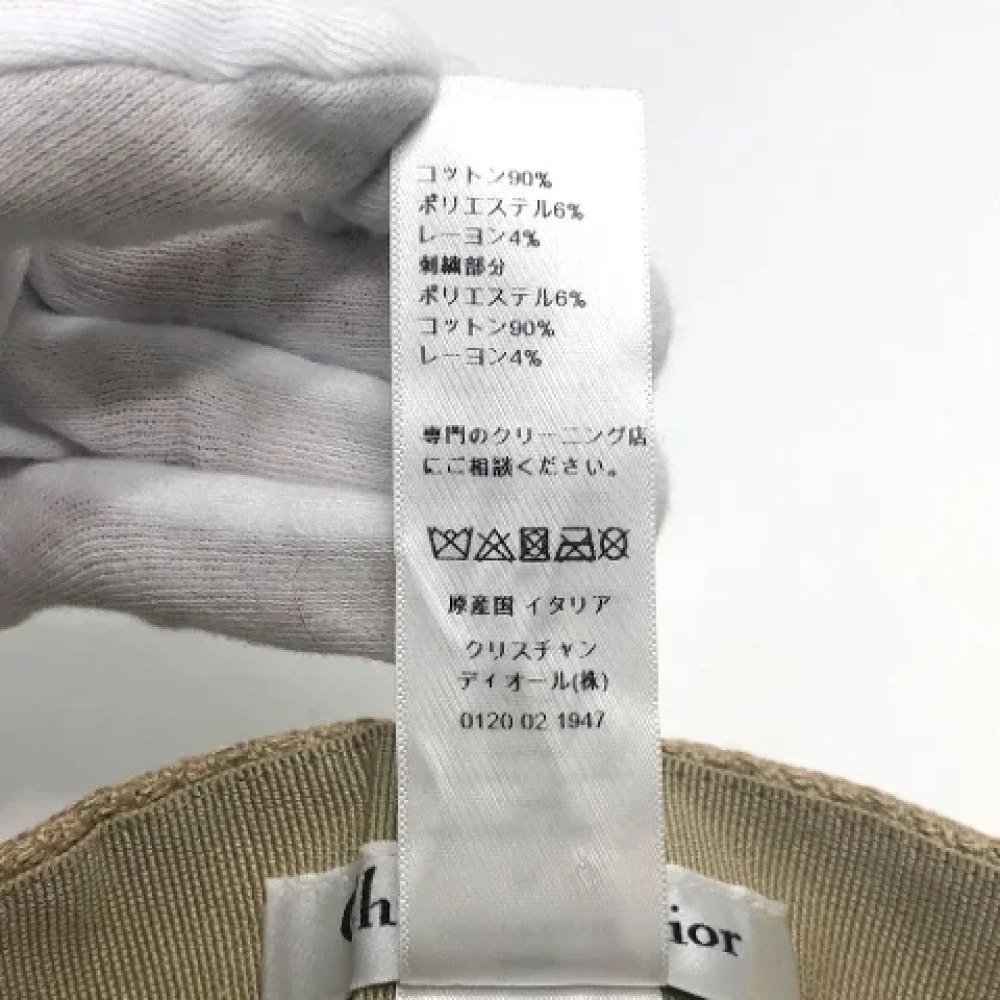 コットン90%
ポリエステル6%
レーヨン4%
刺繍部分
ポリエステル6%
コットン90%
レーヨン4%
専門のクリーニング店
にご相談ください。
原産国 イタリア
クリスチャン
ディオール(株)
0120 02 1947
Ch ior